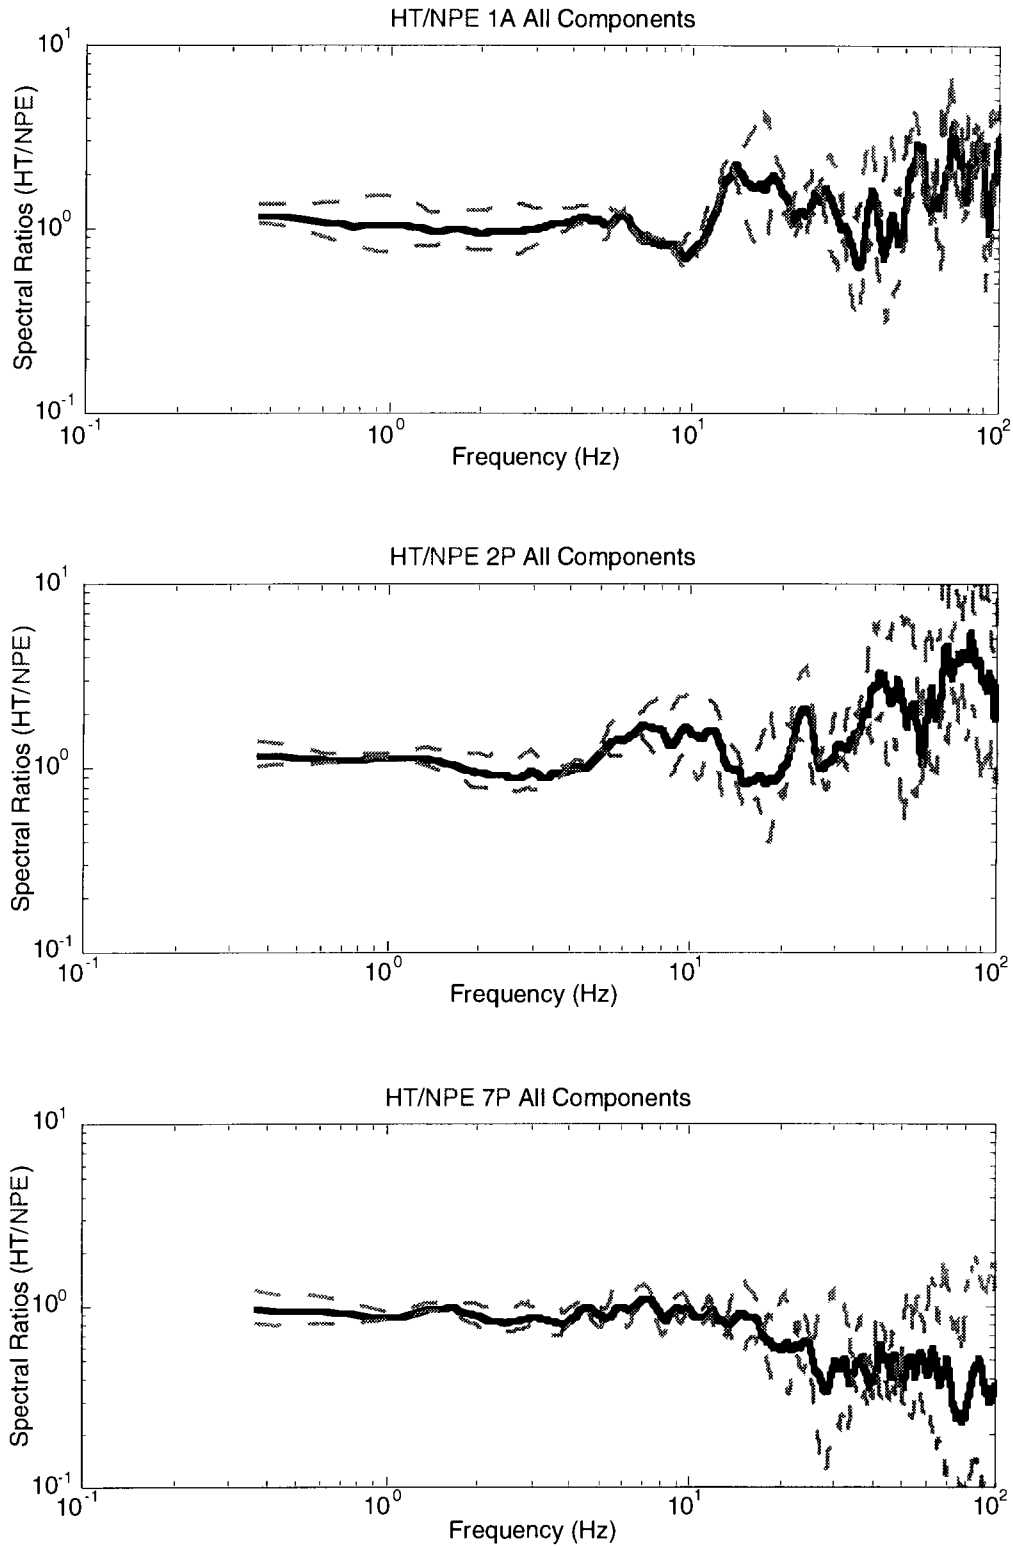 HT/NPE 1A All Components
Spectral Ratios (HT/NPE)
10^1
10^0
10^-1
10^-1 10^0 10^1 10^2
Frequency (Hz)
HT/NPE 2P All Components
Spectral Ratios (HT/NPE)
10^1
10^0
10^-1
10^-1 10^0 10^1 10^2
Frequency (Hz)
HT/NPE 7P All Components
Spectral Ratios (HT/NPE)
10^1
10^0
10^-1
10^-1 10^0 10^1 10^2
Frequency (Hz)